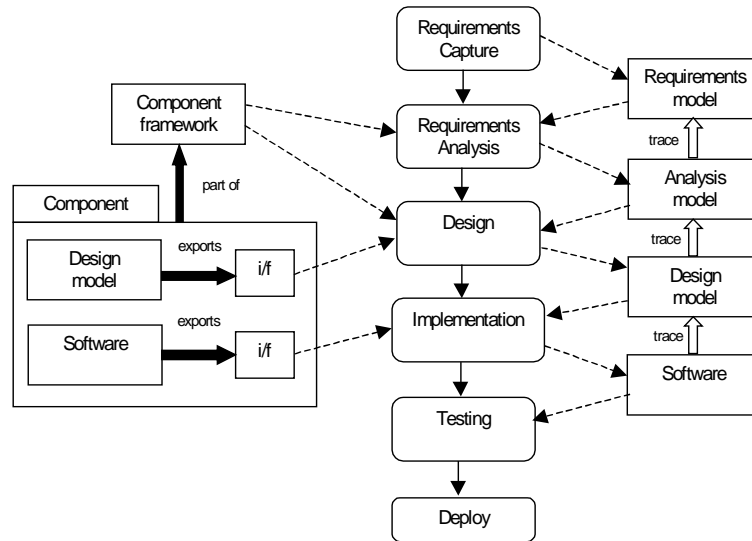 Requirements
Capture
Requirements
model
Component
framework
trace
Requirements
Analysis
part of
Analysis
model
Component
Design
exports
trace
Design
model
i/f
Design
model
exports
Implementation
trace
Software
i/f
Software
Testing
Deploy